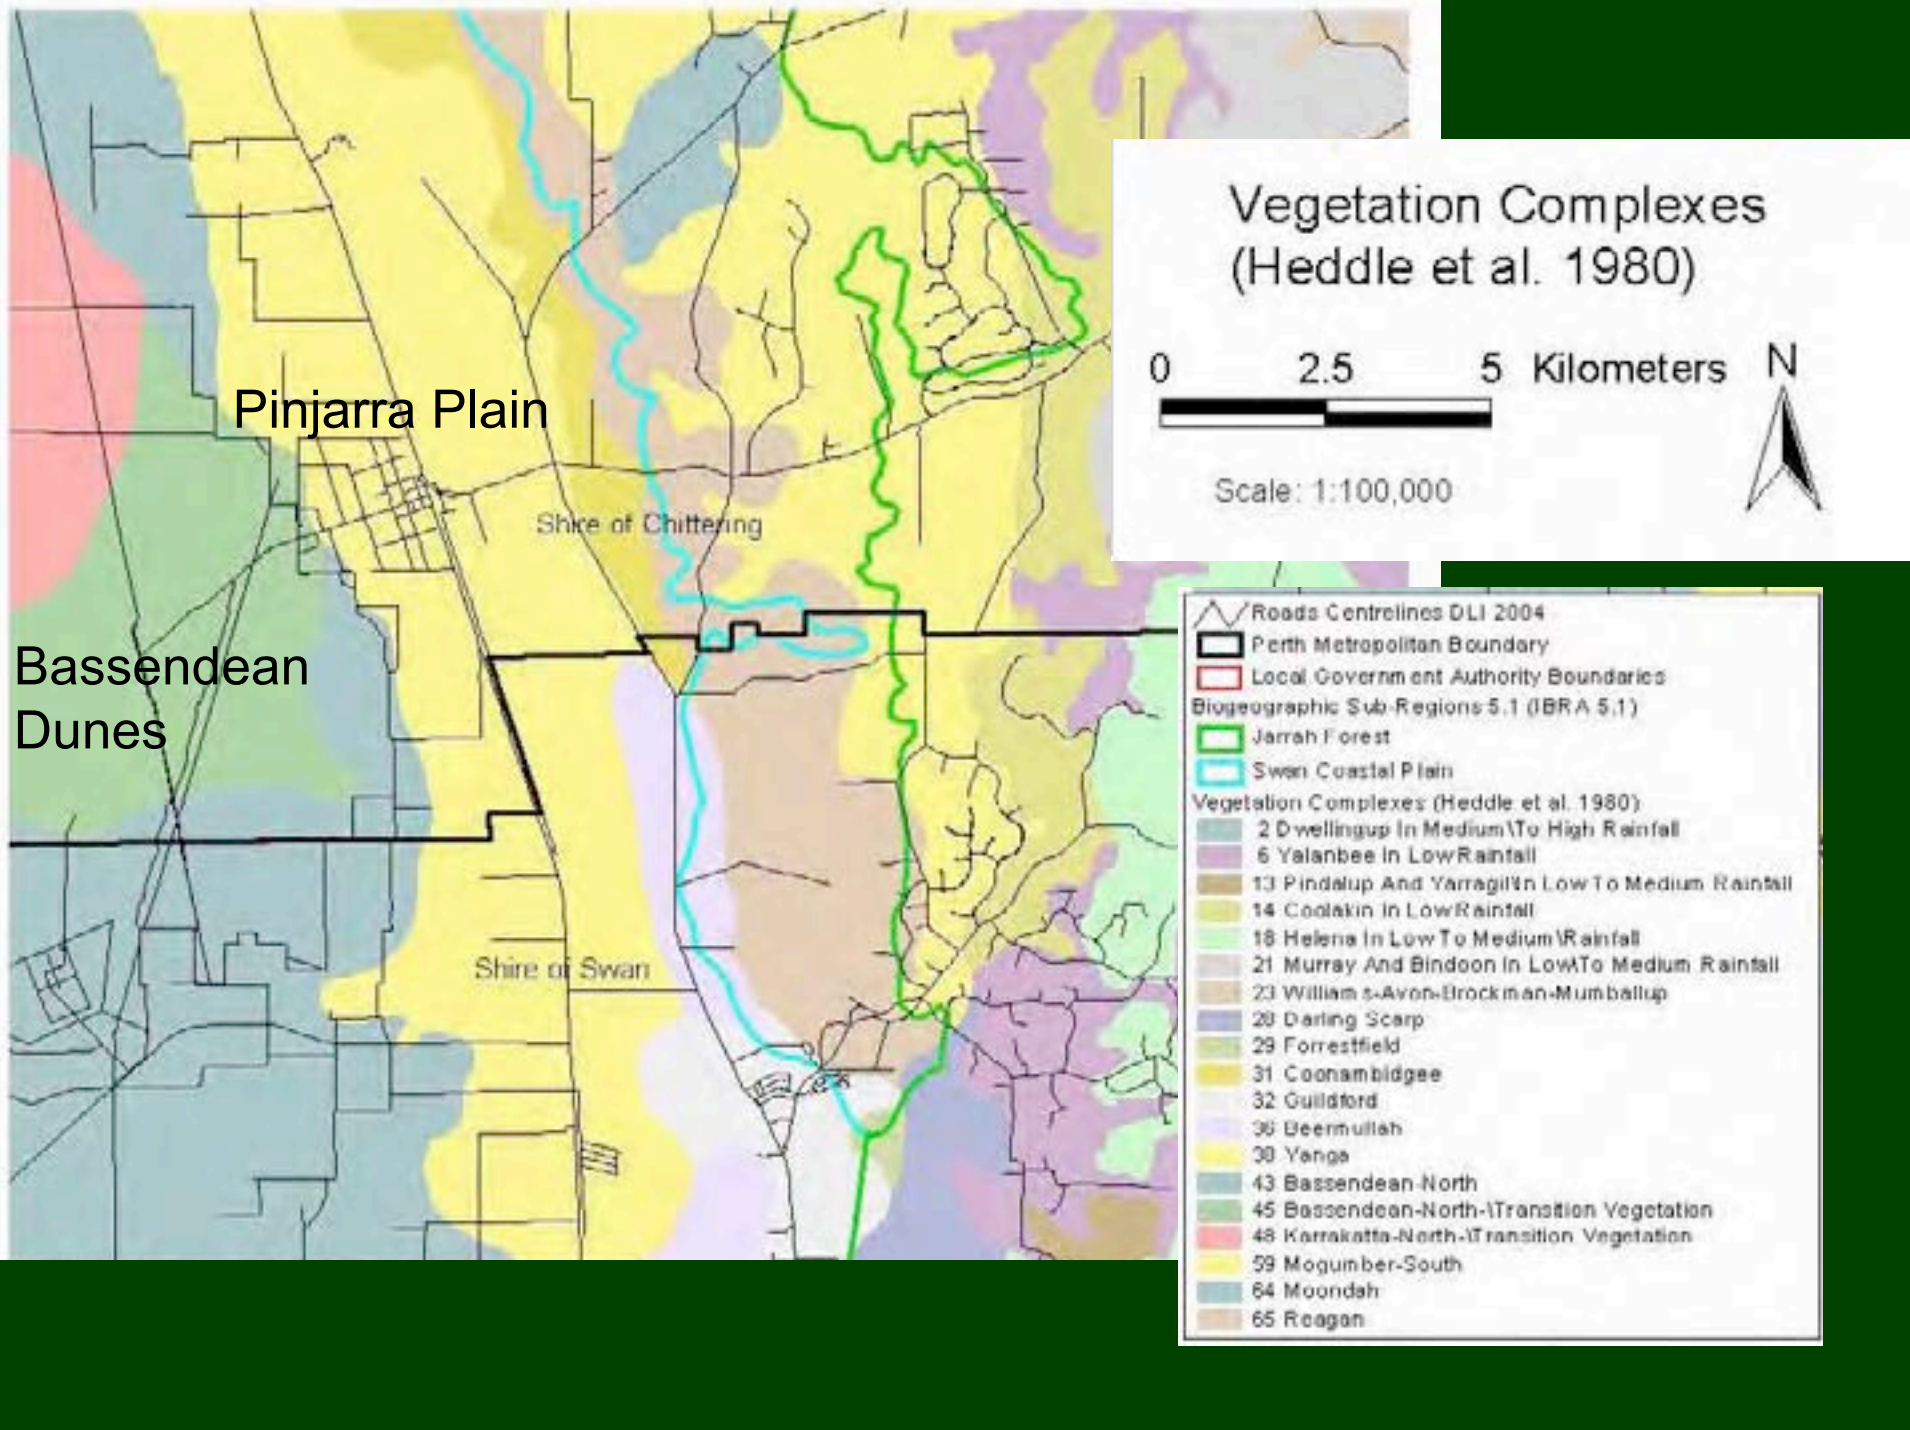 Vegetation Complexes
(Heddle et al. 1980)
0 2.5 5 Kilometers N
Scale: 1:100,000
Pinjarra Plain
Shire of Chittering
Bassendean
Dunes
Shire of Swan
Roads Centrelines DLI 2004
Perth Metropolitan Boundary
Local Government Authority Boundaries
Biogeographic Sub-Regions 5.1 (IBRA 5.1)
Jarrah Forest
Swan Coastal Plain
Vegetation Complexes (Heddle et al. 1980)
2 Dwellingup In Medium\To High Rainfall
6 Yalanbee In Low Rainfall
13 Pindalup And Yarragil\In Low To Medium Rainfall
14 Coolakin In Low Rainfall
18 Helena In Low To Medium\Rainfall
21 Murray And Bindoon In Low\To Medium Rainfall
23 Williams-Avon-Brockman-Mumballup
28 Darling Scarp
29 Forrestfield
31 Coonambidgee
32 Guildford
36 Beermullah
38 Yanga
43 Bassendean-North
45 Bassendean-North-\Transition Vegetation
48 Karrakatta-North-\Transition Vegetation
59 Mogumber-South
64 Moondah
65 Reagan